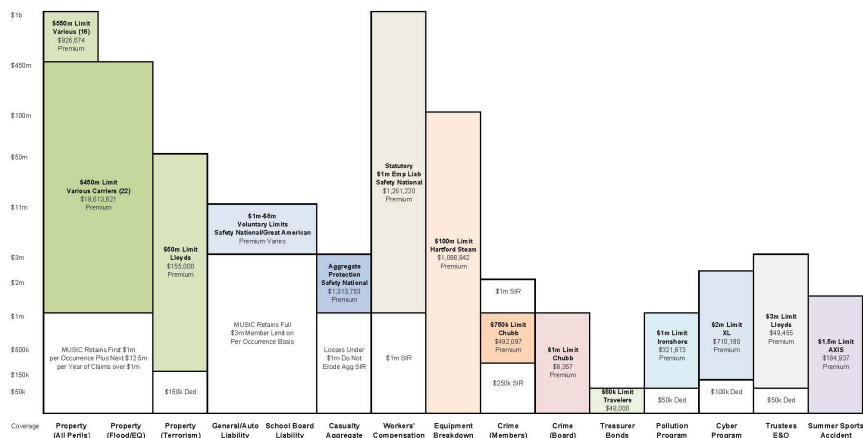 $1b
$450m
$100m
$50m
$11m
$3m
$2m
$1m
$500k
$150k
$50k
$550m Limit
Various (16)
$926,674
Premium
$450m Limit
Various Carriers (22)
$19,613,621
Premium
MUSIC Retains First $1m
per Occurrence Plus Next $12.5m
per Year of Claims over $1m
$50m Limit
Lloyds
$155,000
Premium
$150k Ded
$1m-$8m
Voluntary Limits
Safety National/Great American
Premium Varies
MUSIC Retains Full
$3m Member Limit on
Per Occurrence Basis
Aggregate
Protection
Safety National
$1,313,753
Premium
Losses Under
$1m Do Not
Erode Agg SIR
Statutory
$1m Emp Liab
Safety National
$1,261,220
Premium
$1m SIR
$100m Limit
Hartford Steam
$1,098,842
Premium
$1m SIR
$750k Limit
Chubb
$492,097
Premium
$250k SIR
$1m Limit
Chubb
$6,357
Premium
$50k Limit
Travelers
$48,000
$1m Limit
Ironshore
$321,673
Premium
$50k Ded
$2m Limit
XL
$710,180
Premium
$100k Ded
$3m Limit
Lloyds
$49,455
Premium
$50k Ded
$1.5m Limit
AXIS
$184,937
Premium
Coverage
Property
(All Perils)
Property
(Flood/EQ)
Property
(Terrorism)
General/Auto
Liability
School Board
Liability
Casualty
Aggregate
Workers'
Compensation
Equipment
Breakdown
Crime
(Members)
Crime
(Board)
Treasurer
Bonds
Pollution
Program
Cyber
Program
Trustees
E&O
Summer Sports
Accident